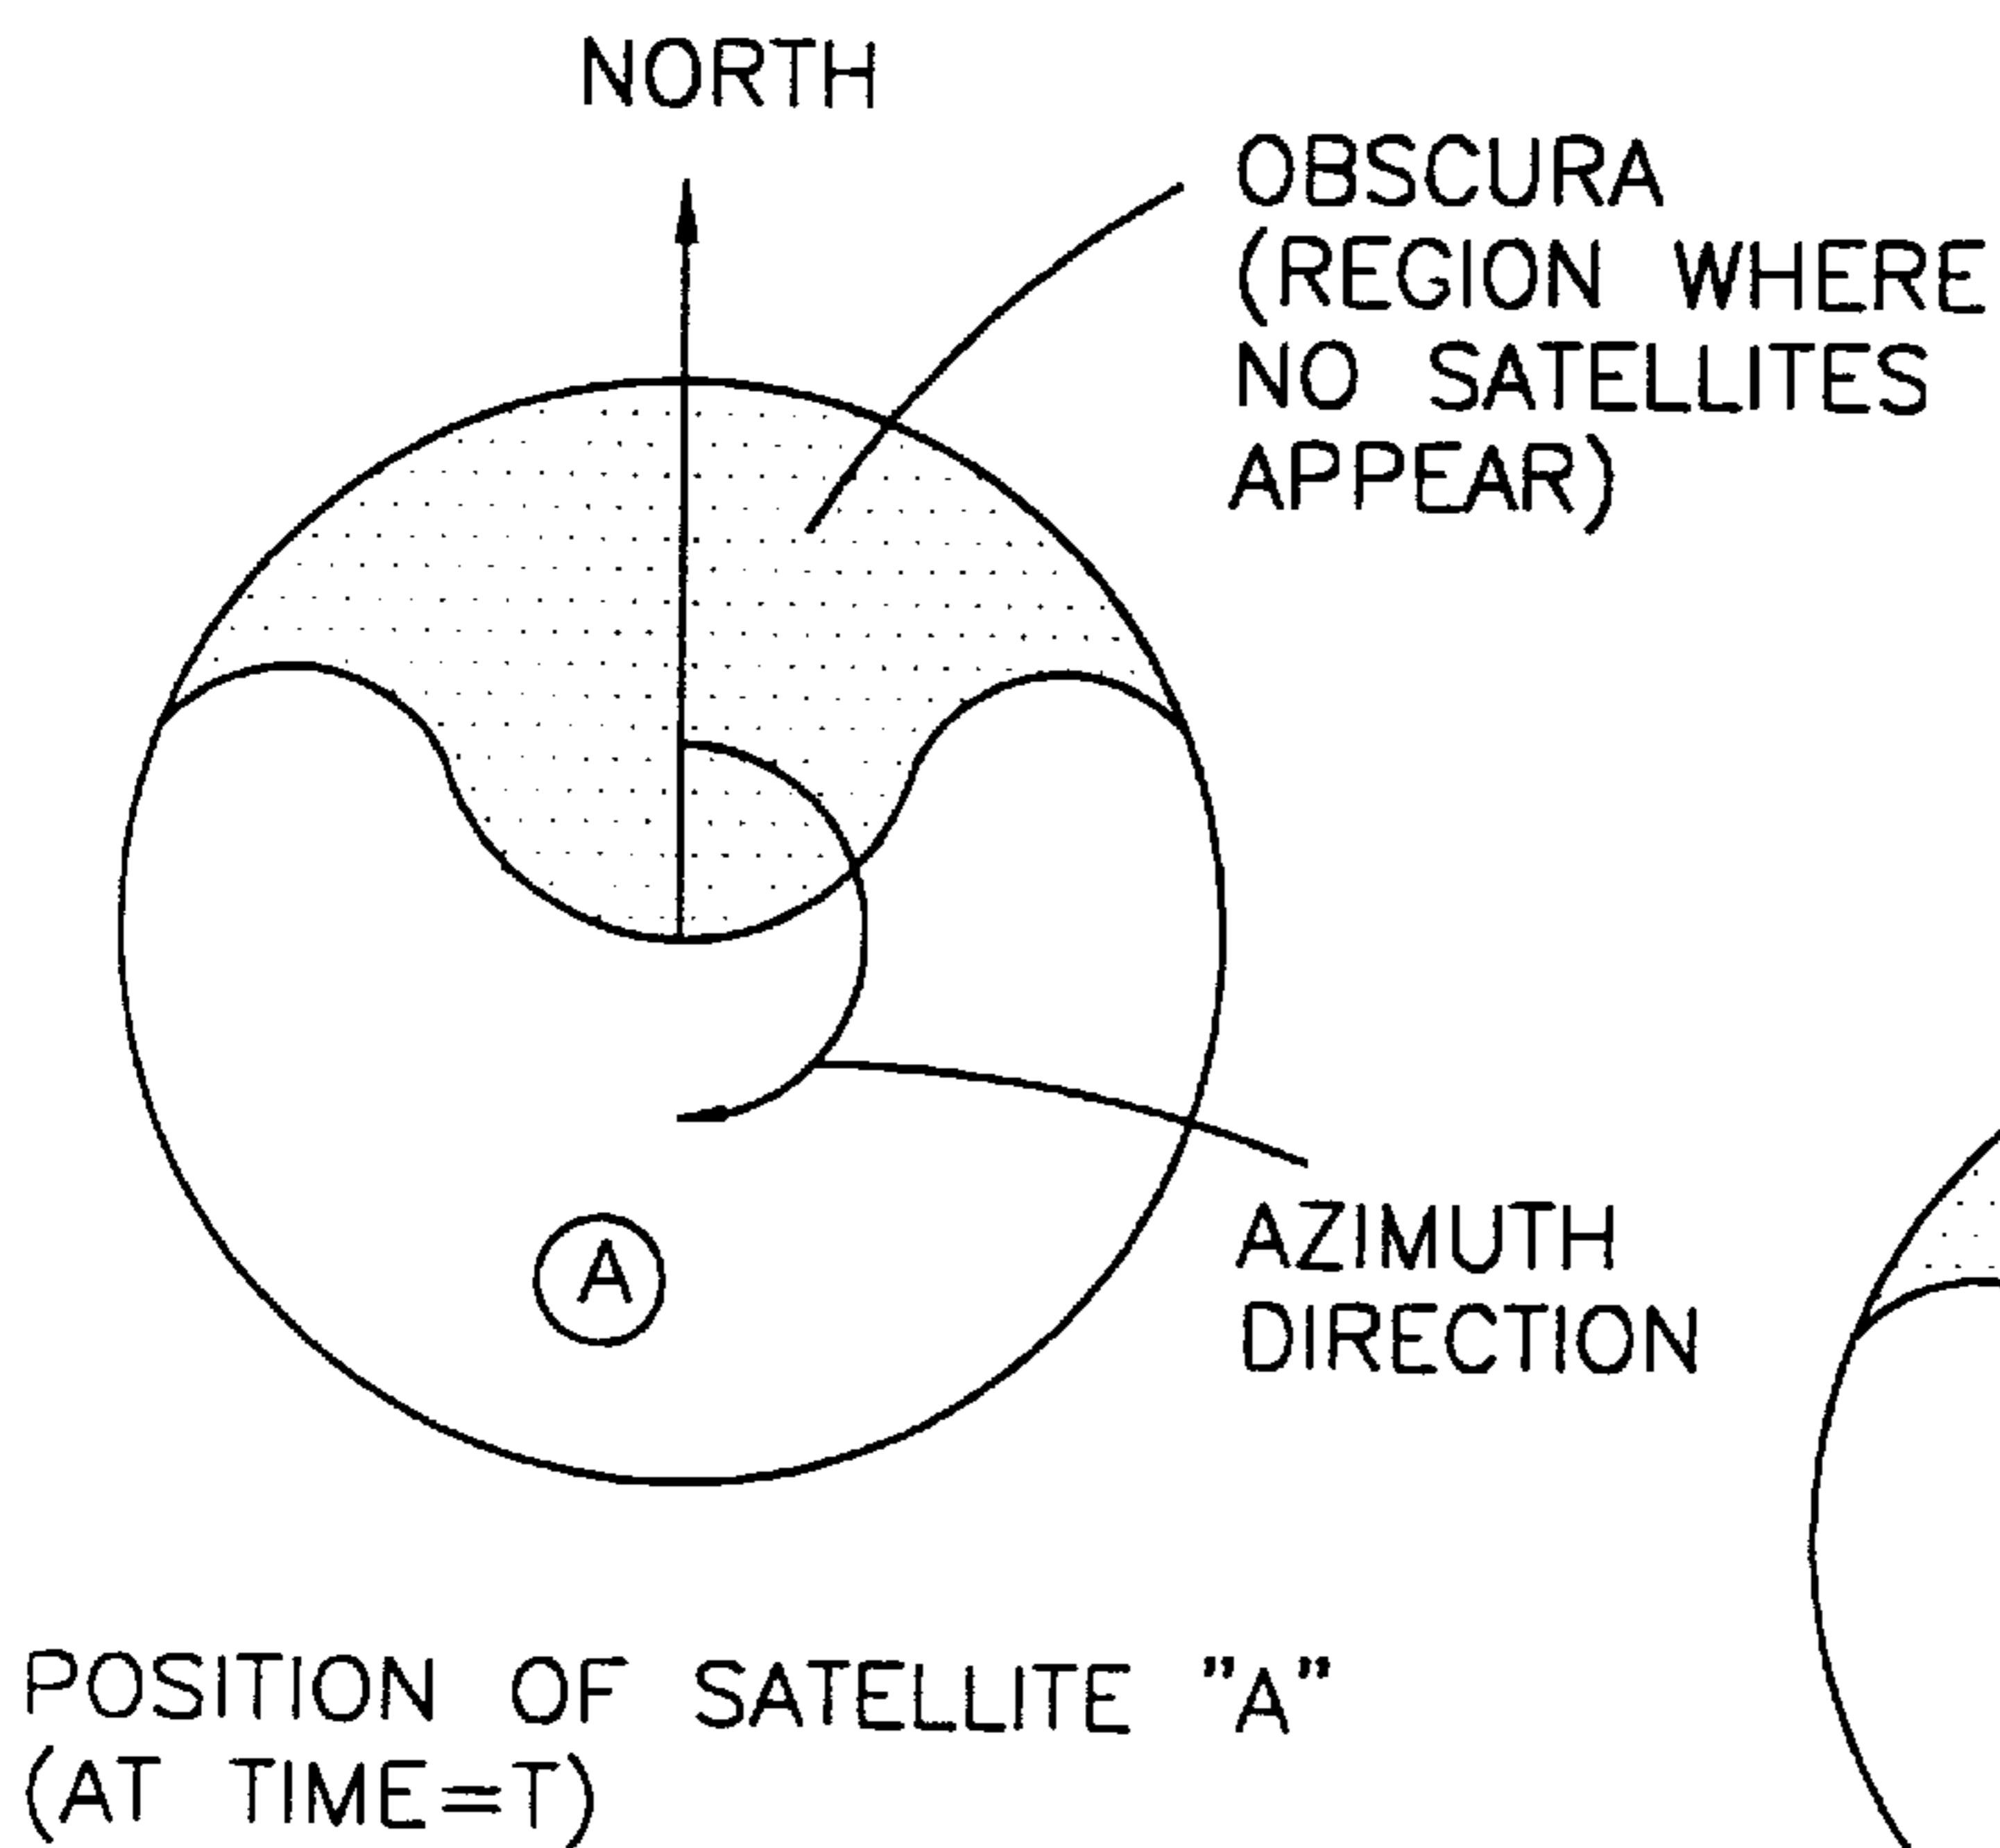 NORTH
OBSCURA
(REGION WHERE
NO SATELLITES
APPEAR)
AZIMUTH
DIRECTION
A
POSITION OF SATELLITE "A"
(AT TIME=T)